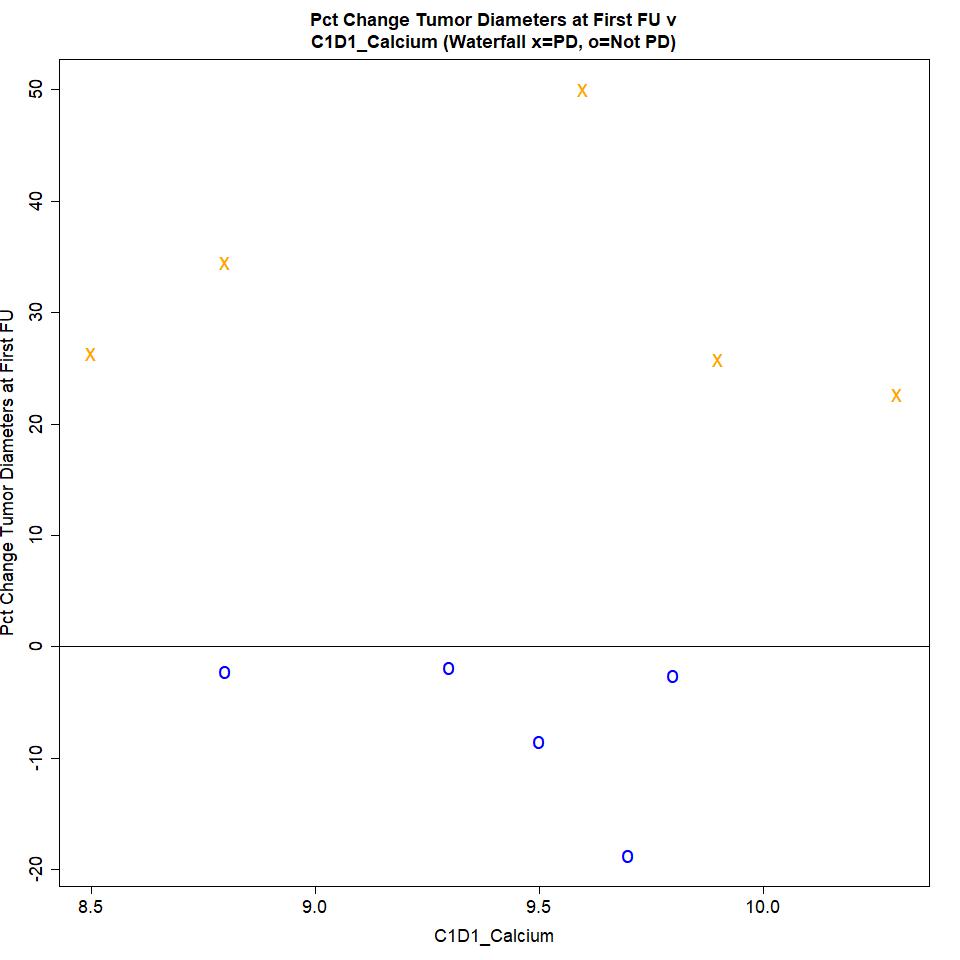 Pct Change Tumor Diameters at First FU v
C1D1_Calcium (Waterfall x=PD, o=Not PD)
Pct Change Tumor Diameters at First FU
50
40
30
20
10
0
-10
-20
X
X
X
X
X
O
O
O
O
O
8.5
9.0
9.5
10.0
C1D1_Calcium